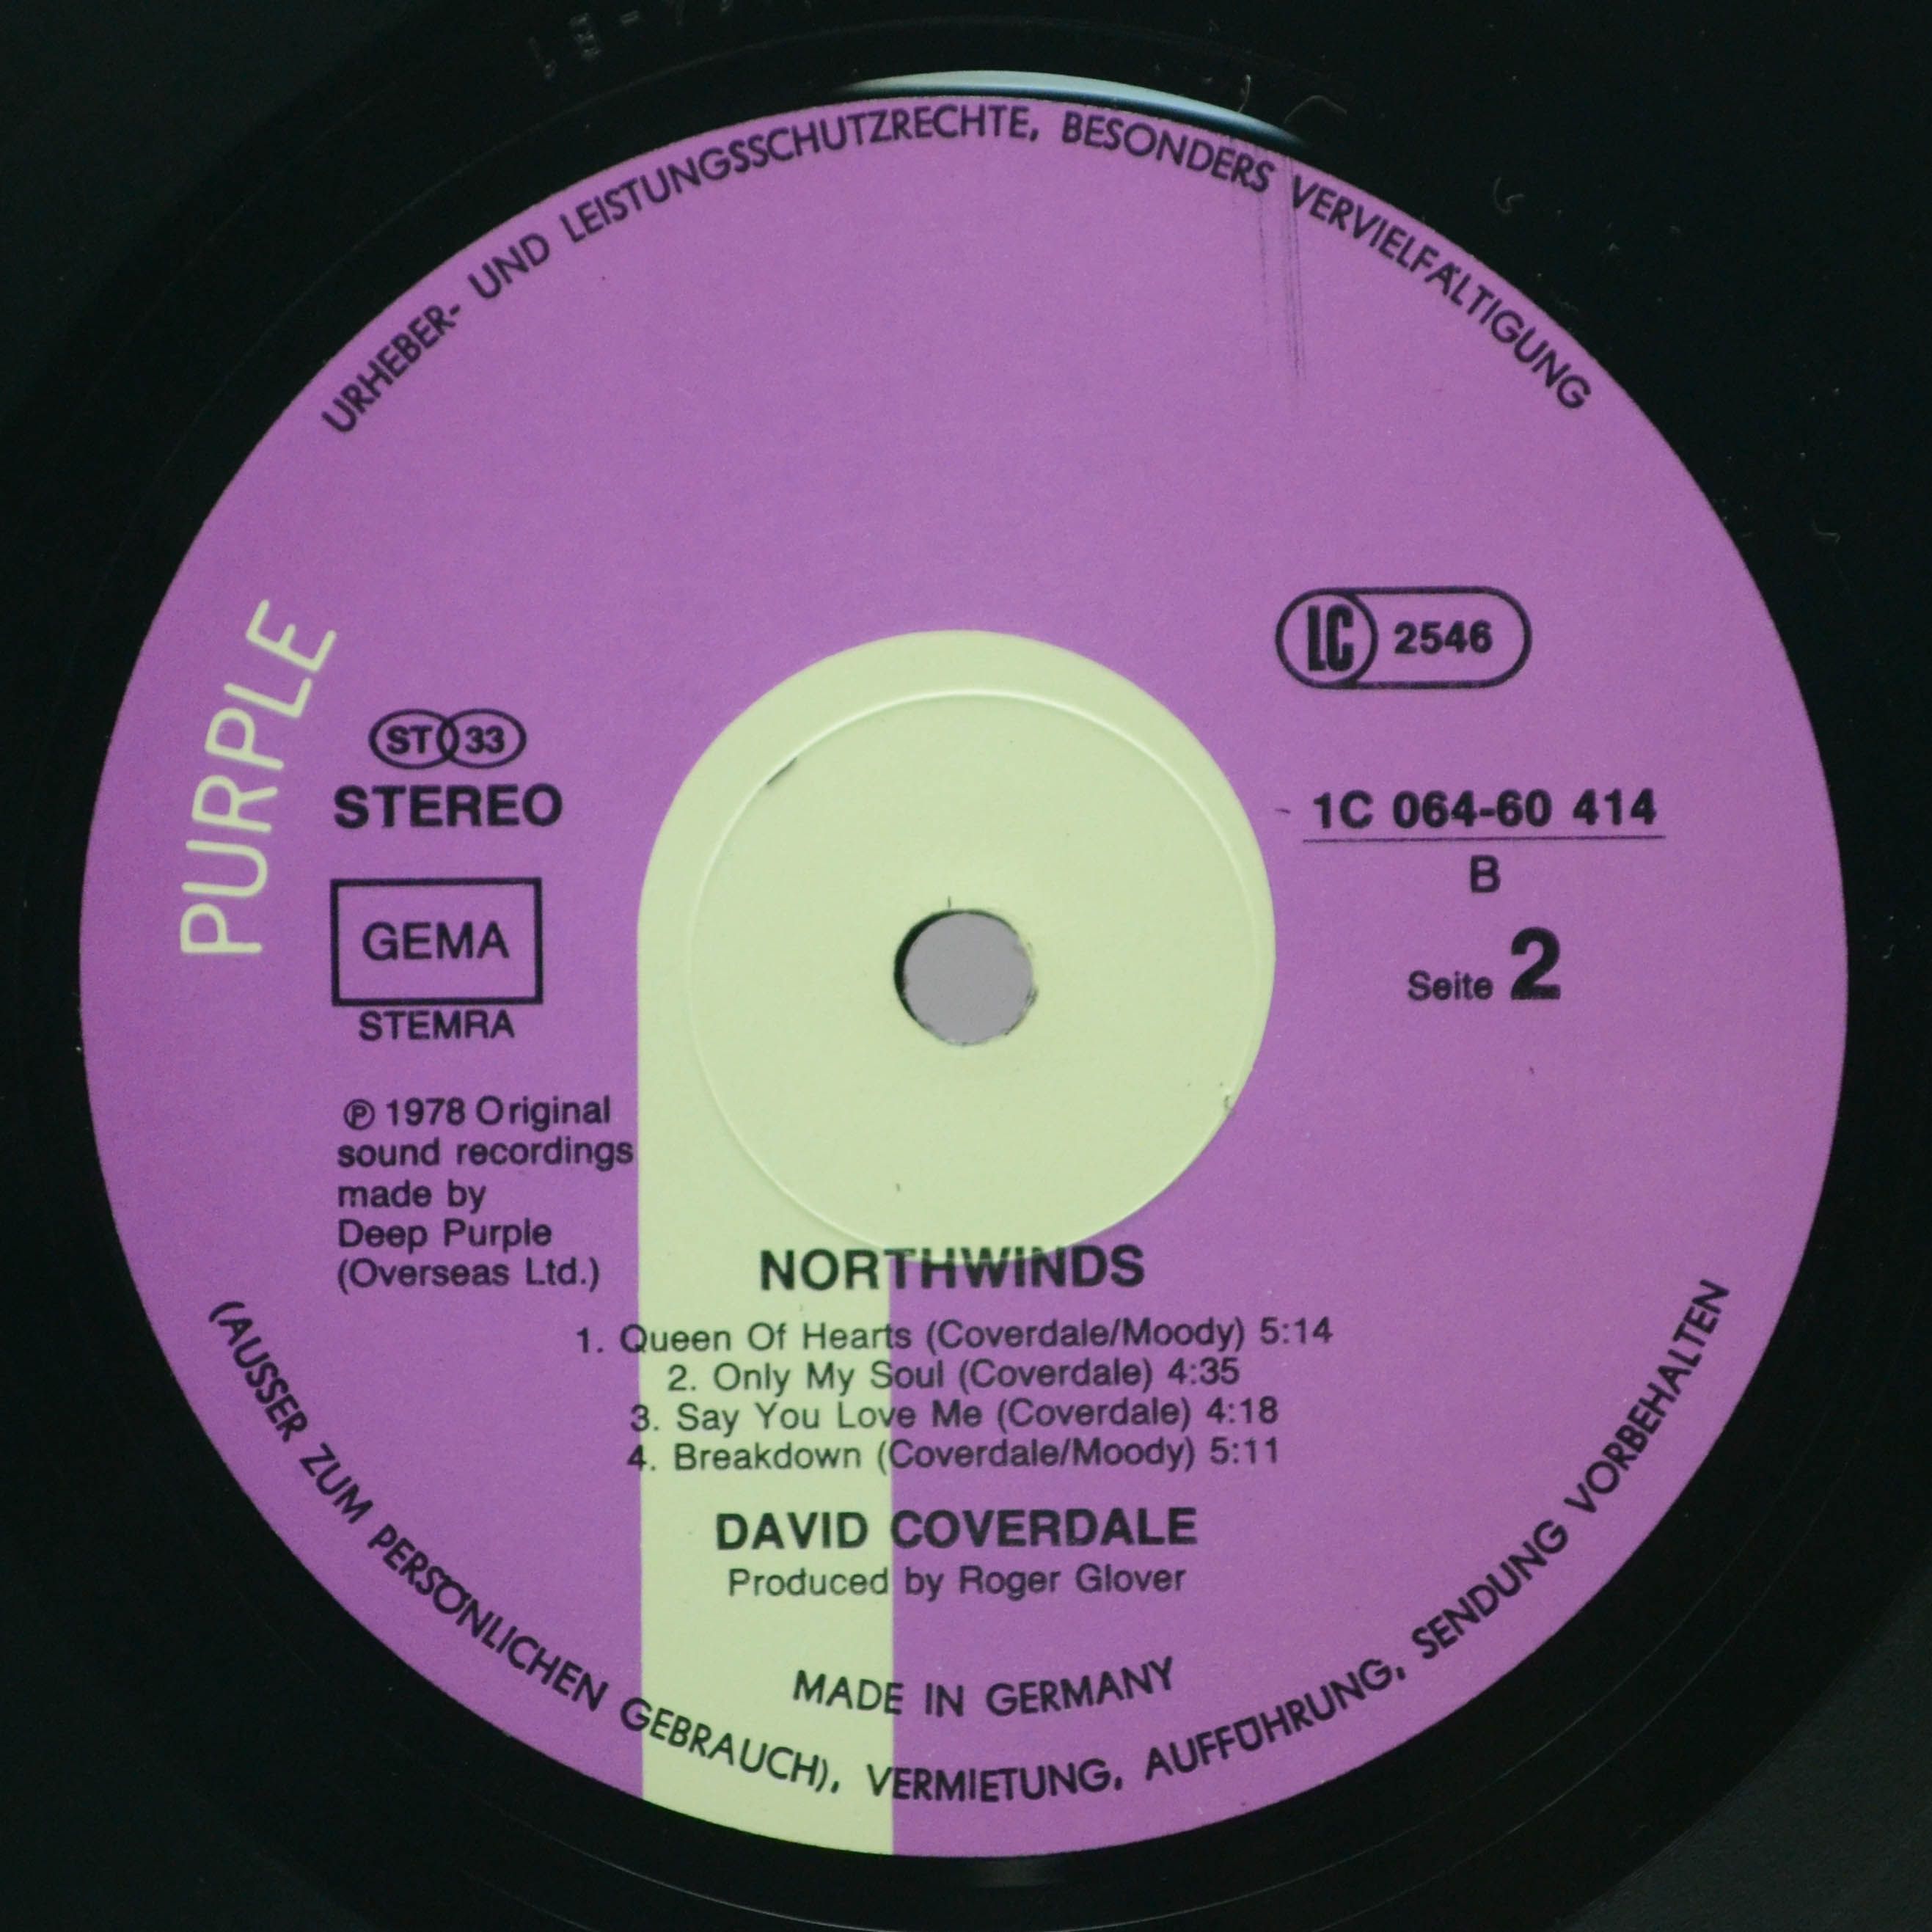 URHEBER- UND LEISTUNGSSCHUTZRECHTE, BESONDERS VERVIELFÄLTIGUNG
PURPLE
LC 2546
ST 33
STEREO
1C 064-60 414
B
GEMA
Seite 2
STEMRA
℗ 1978 Original
sound recordings
made by
Deep Purple
(Overseas Ltd.)
NORTHWINDS
1. Queen Of Hearts (Coverdale/Moody) 5:14
2. Only My Soul (Coverdale) 4:35
3. Say You Love Me (Coverdale) 4:18
4. Breakdown (Coverdale/Moody) 5:11
DAVID COVERDALE
Produced by Roger Glover
MADE IN GERMANY
(AUSSER ZUM PERSÖNLICHEN GEBRAUCH), VERMIETUNG, AUFFÜHRUNG, SENDUNG VORBEHALTEN